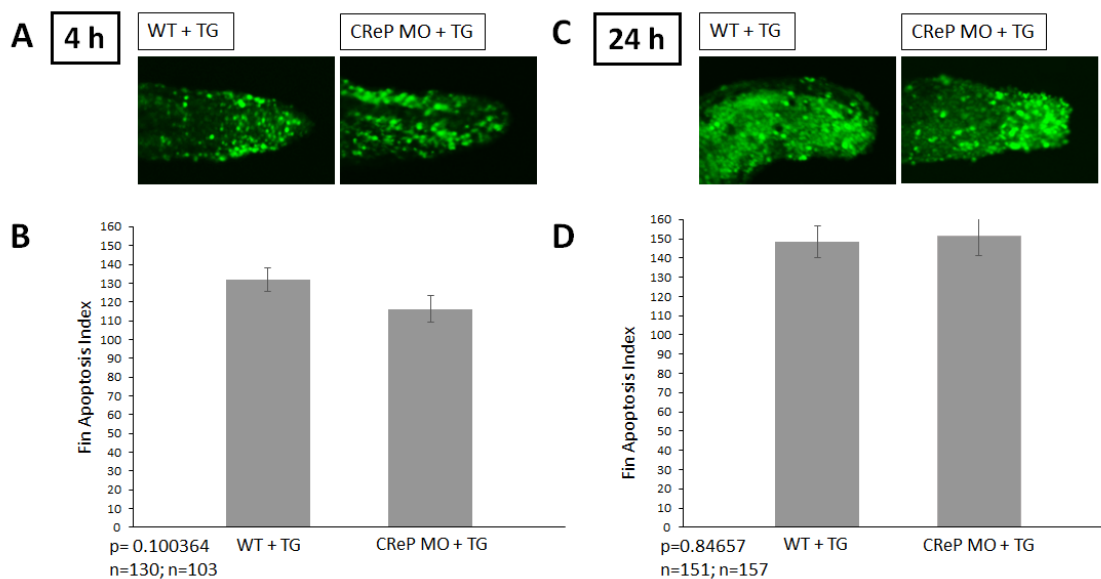 A
4 h
WT + TG
CReP MO + TG
C
24 h
WT + TG
CReP MO + TG
B
Fin Apoptosis Index
160
150
140
130
120
110
100
90
80
70
60
50
40
30
20
10
0
WT + TG
CReP MO + TG
p= 0.100364
n=130; n=103
D
Fin Apoptosis Index
160
150
140
130
120
110
100
90
80
70
60
50
40
30
20
10
0
WT + TG
CReP MO + TG
p=0.84657
n=151; n=157